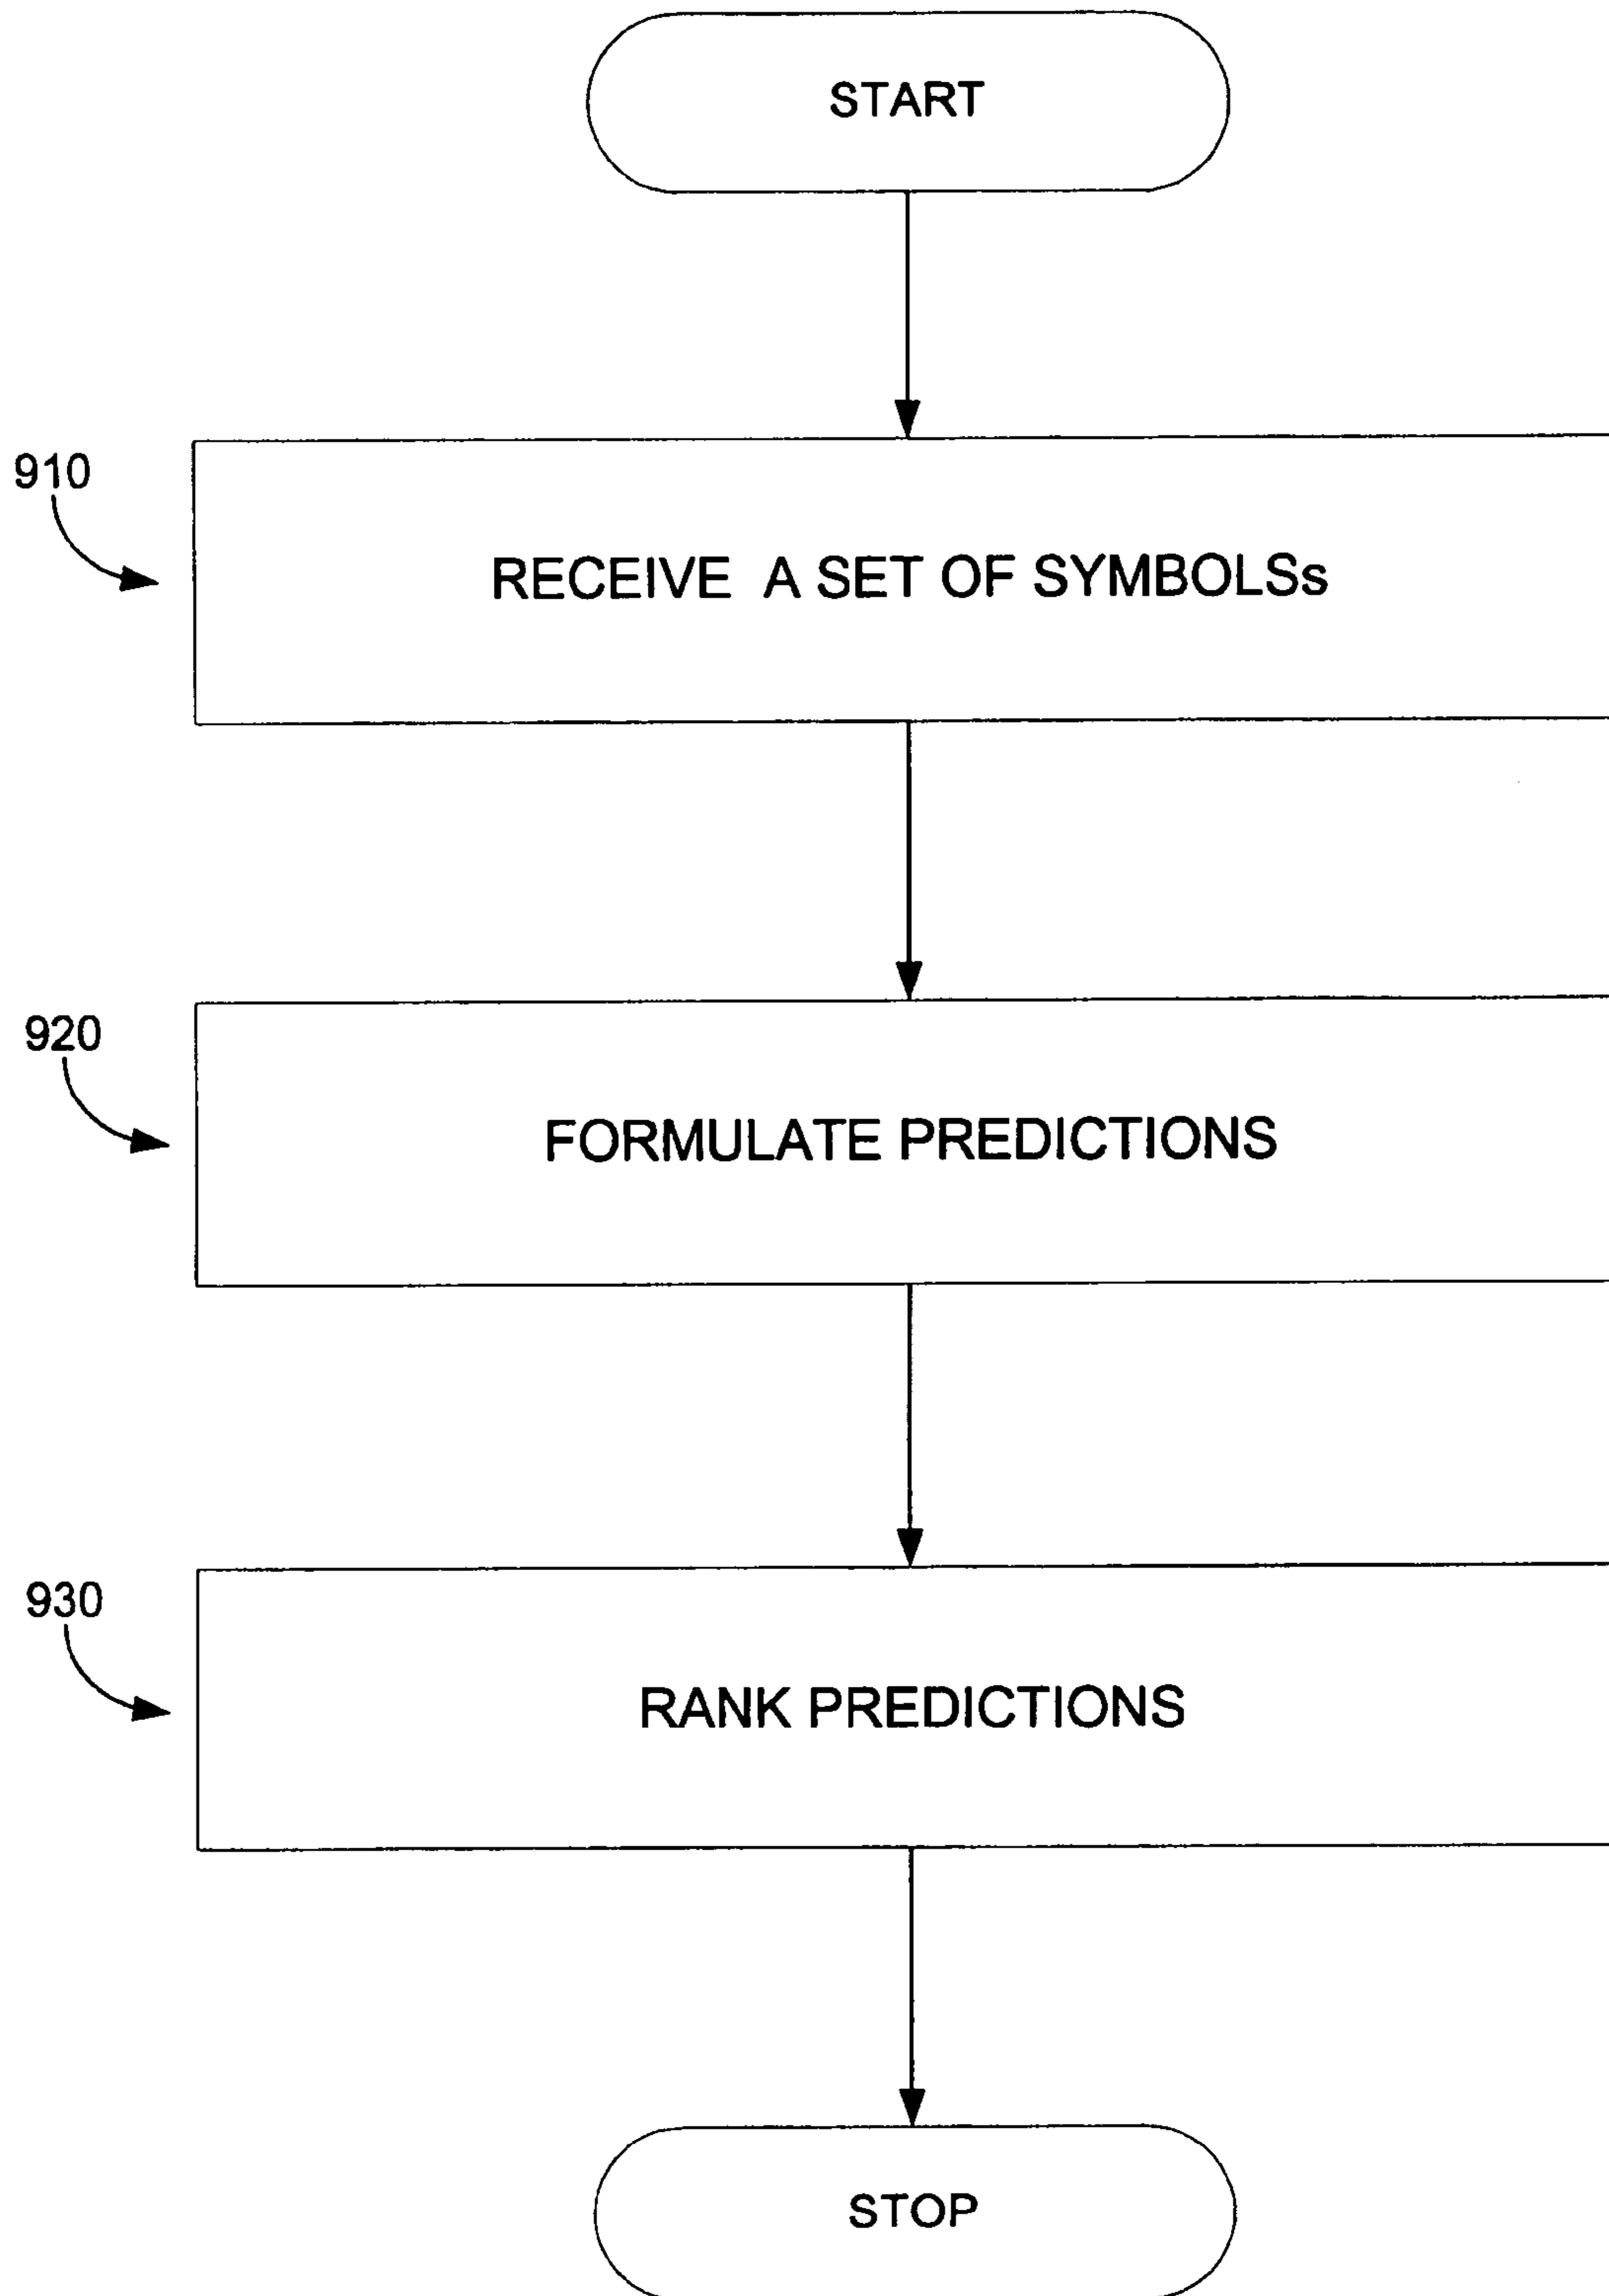 START
910
RECEIVE A SET OF SYMBOLSs
920
FORMULATE PREDICTIONS
930
RANK PREDICTIONS
STOP